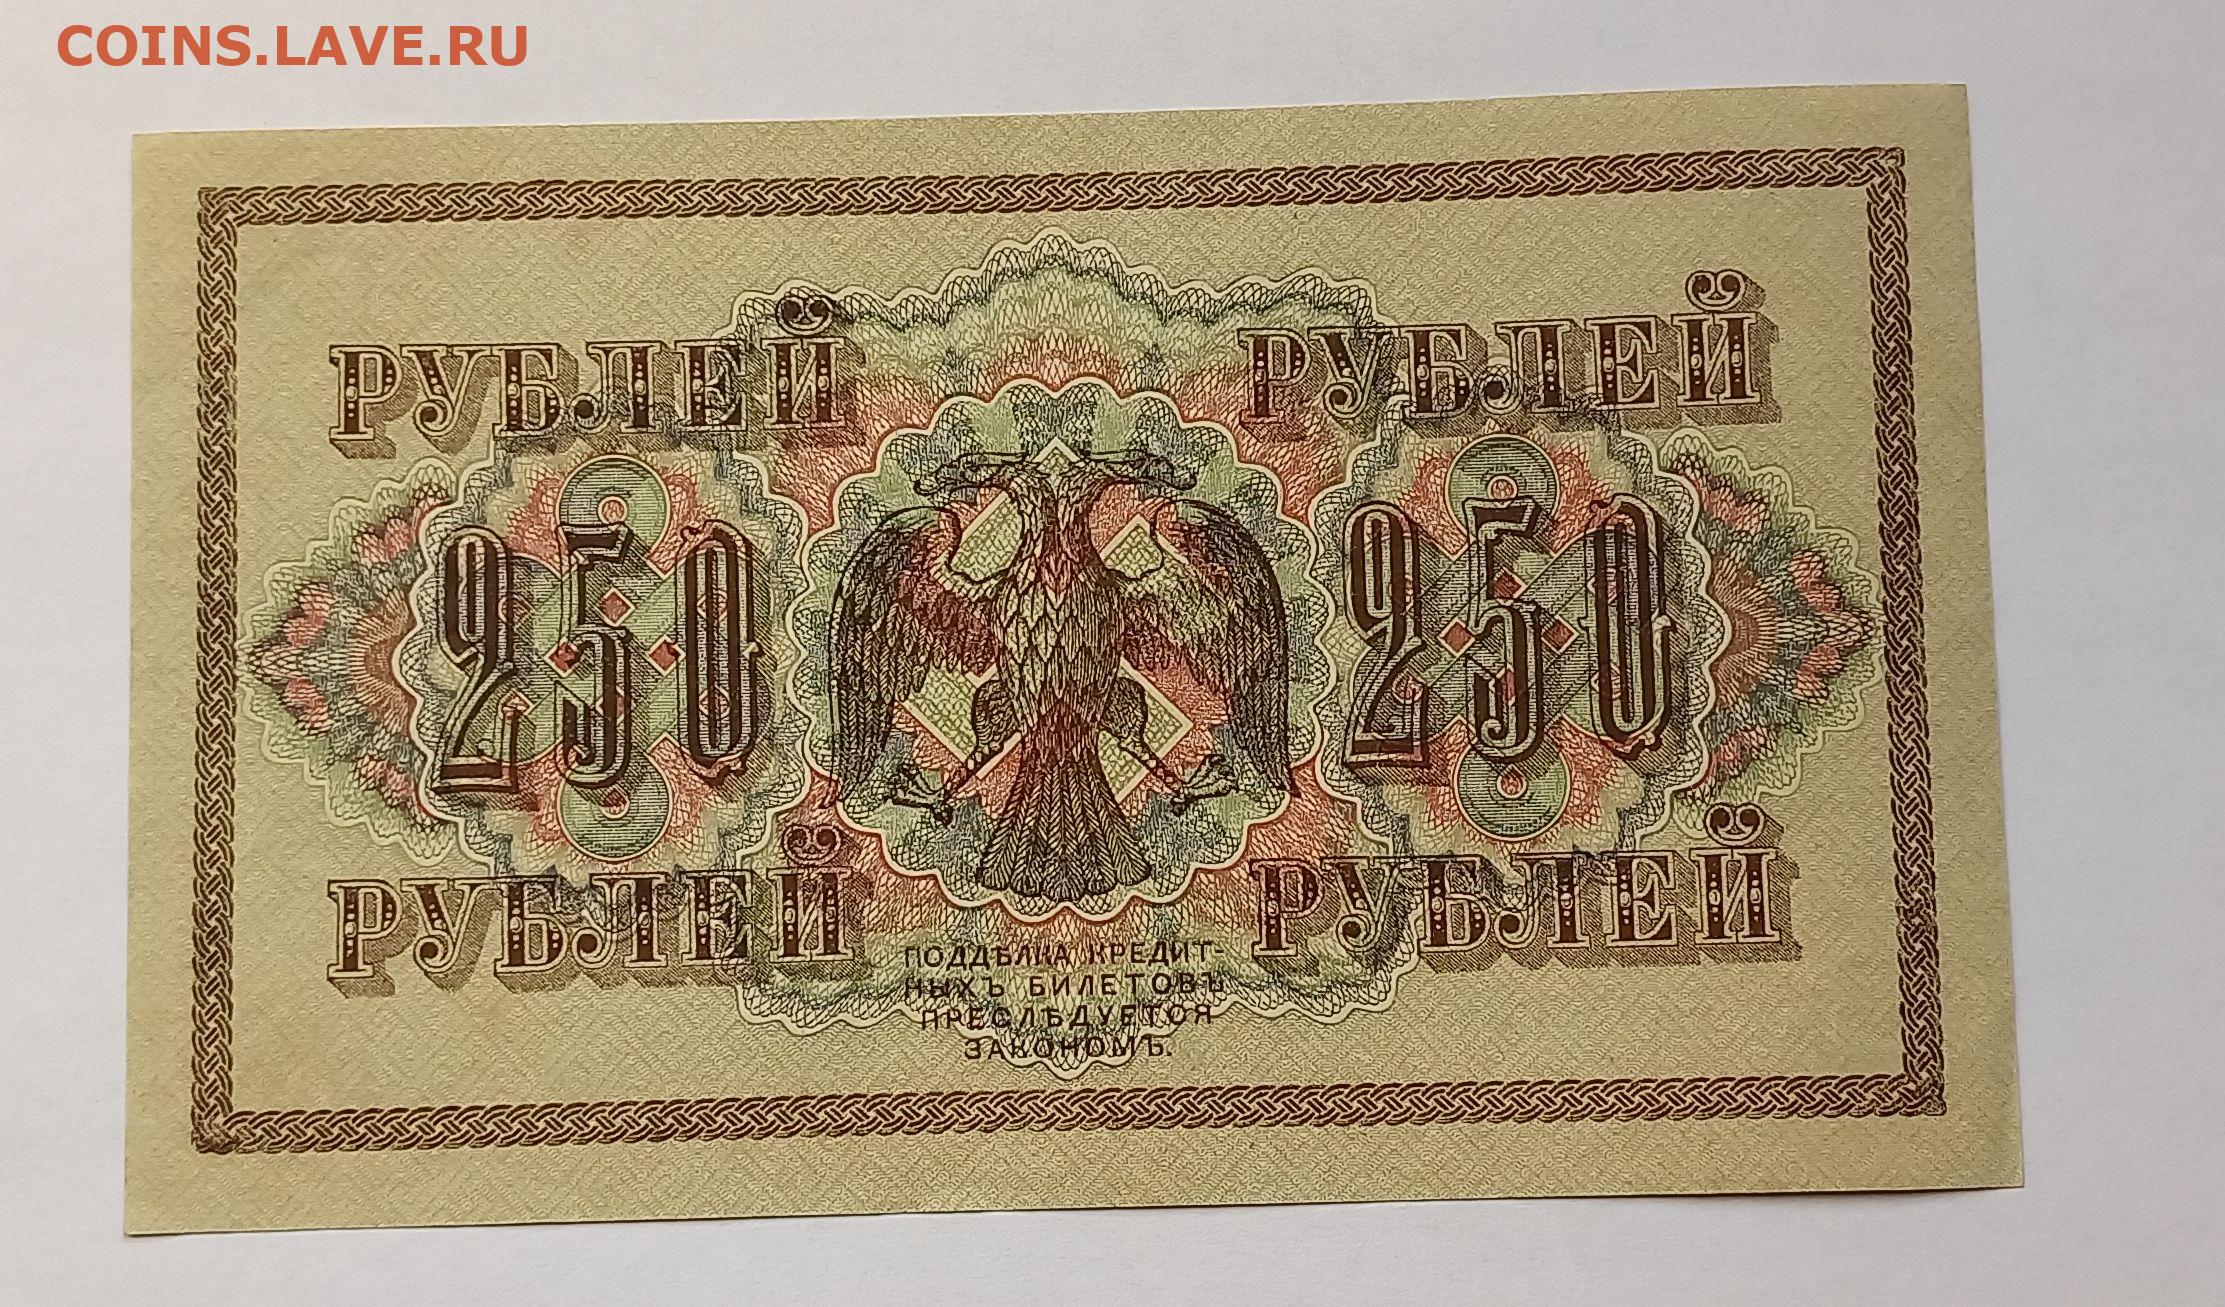 COINS.LAVE.RU
РУБЛЕЙ РУБЛЕЙ
250 250
РУБЛЕЙ РУБЛЕЙ
ПОДДѢЛКА КРЕДИТ-
НЫХЪ БИЛЕТОВЪ
ПРЕСЛѢДУЕТСЯ
ЗАКОНОМЪ.